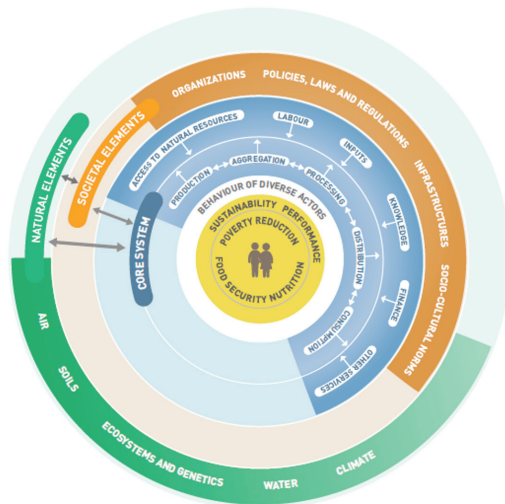 ORGANIZATIONS
POLICIES, LAWS AND REGULATIONS
INFRASTRUCTURES
SOCIO-CULTURAL NORMS
SOCIETAL ELEMENTS
NATURAL ELEMENTS
CORE SYSTEM
ACCESS TO NATURAL RESOURCES
LABOUR
INPUTS
KNOWLEDGE
FINANCE
OTHER SERVICES
PRODUCTION
AGGREGATION
PROCESSING
DISTRIBUTION
CONSUMPTION
BEHAVIOUR OF DIVERSE ACTORS
SUSTAINABILITY PERFORMANCE
POVERTY REDUCTION
FOOD SECURITY NUTRITION
AIR
SOILS
ECOSYSTEMS AND GENETICS
WATER
CLIMATE